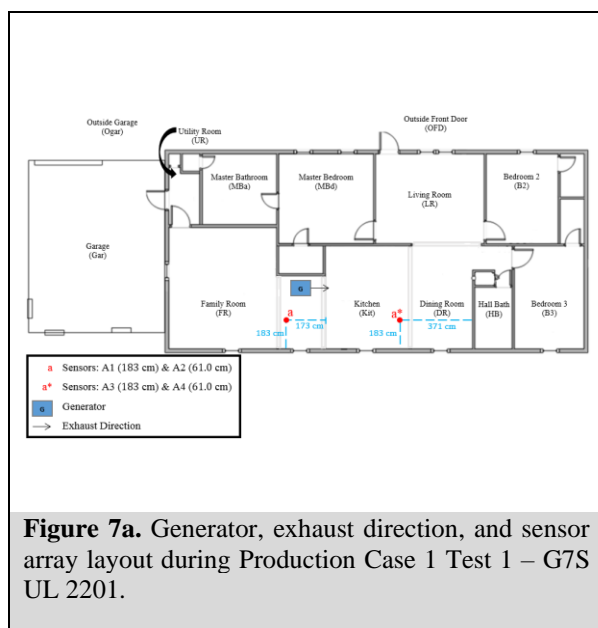 Outside Garage
(Ogar)
Utility Room
(UR)
Outside Front Door
(OFD)
Master Bathroom
(MBa)
Master Bedroom
(MBd)
Living Room
(LR)
Bedroom 2
(B2)
Garage
(Gar)
Family Room
(FR)
G
a
173 cm
183 cm
Kitchen
(Kit)
a*
183 cm
Dining Room
(DR)
371 cm
Hall Bath
(HB)
Bedroom 3
(B3)
a Sensors: A1 (183 cm) & A2 (61.0 cm)
a* Sensors: A3 (183 cm) & A4 (61.0 cm)
G Generator
Exhaust Direction
Figure 7a. Generator, exhaust direction, and sensor
array layout during Production Case 1 Test 1 – G7S
UL 2201.